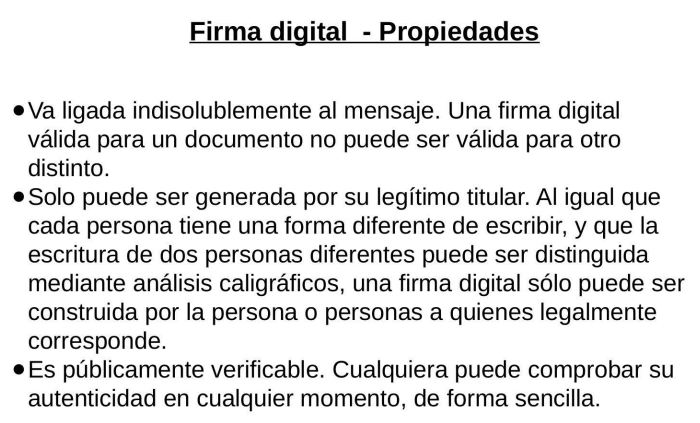 Firma digital  - Propiedades
●Va ligada indisolublemente al mensaje. Una firma digital
válida para un documento no puede ser válida para otro
distinto.
●Solo puede ser generada por su legítimo titular. Al igual que
cada persona tiene una forma diferente de escribir, y que la
escritura de dos personas diferentes puede ser distinguida
mediante análisis caligráficos, una firma digital sólo puede ser
construida por la persona o personas a quienes legalmente
corresponde.
●Es públicamente verificable. Cualquiera puede comprobar su
autenticidad en cualquier momento, de forma sencilla.